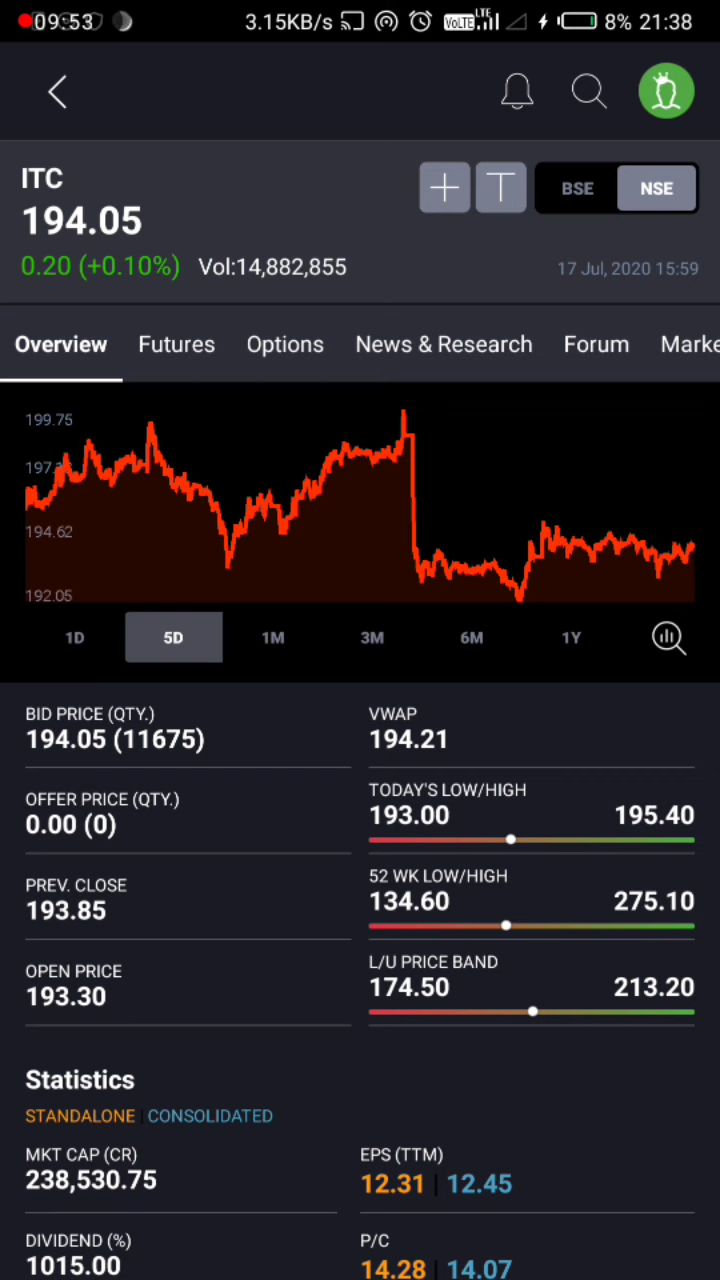 09:53 3.15KB/s VoLTE LTE 8% 21:38
ITC
194.05
0.20 (+0.10%) Vol:14,882,855
BSE NSE
17 Jul, 2020 15:59
Overview Futures Options News & Research Forum Marke
199.75
197.
194.62
192.05
1D 5D 1M 3M 6M 1Y
BID PRICE (QTY.)
194.05 (11675)
VWAP
194.21
OFFER PRICE (QTY.)
0.00 (0)
TODAY'S LOW/HIGH
193.00 195.40
PREV. CLOSE
193.85
52 WK LOW/HIGH
134.60 275.10
OPEN PRICE
193.30
L/U PRICE BAND
174.50 213.20
Statistics
STANDALONE | CONSOLIDATED
MKT CAP (CR)
238,530.75
EPS (TTM)
12.31 | 12.45
DIVIDEND (%)
1015.00
P/C
14.28 | 14.07